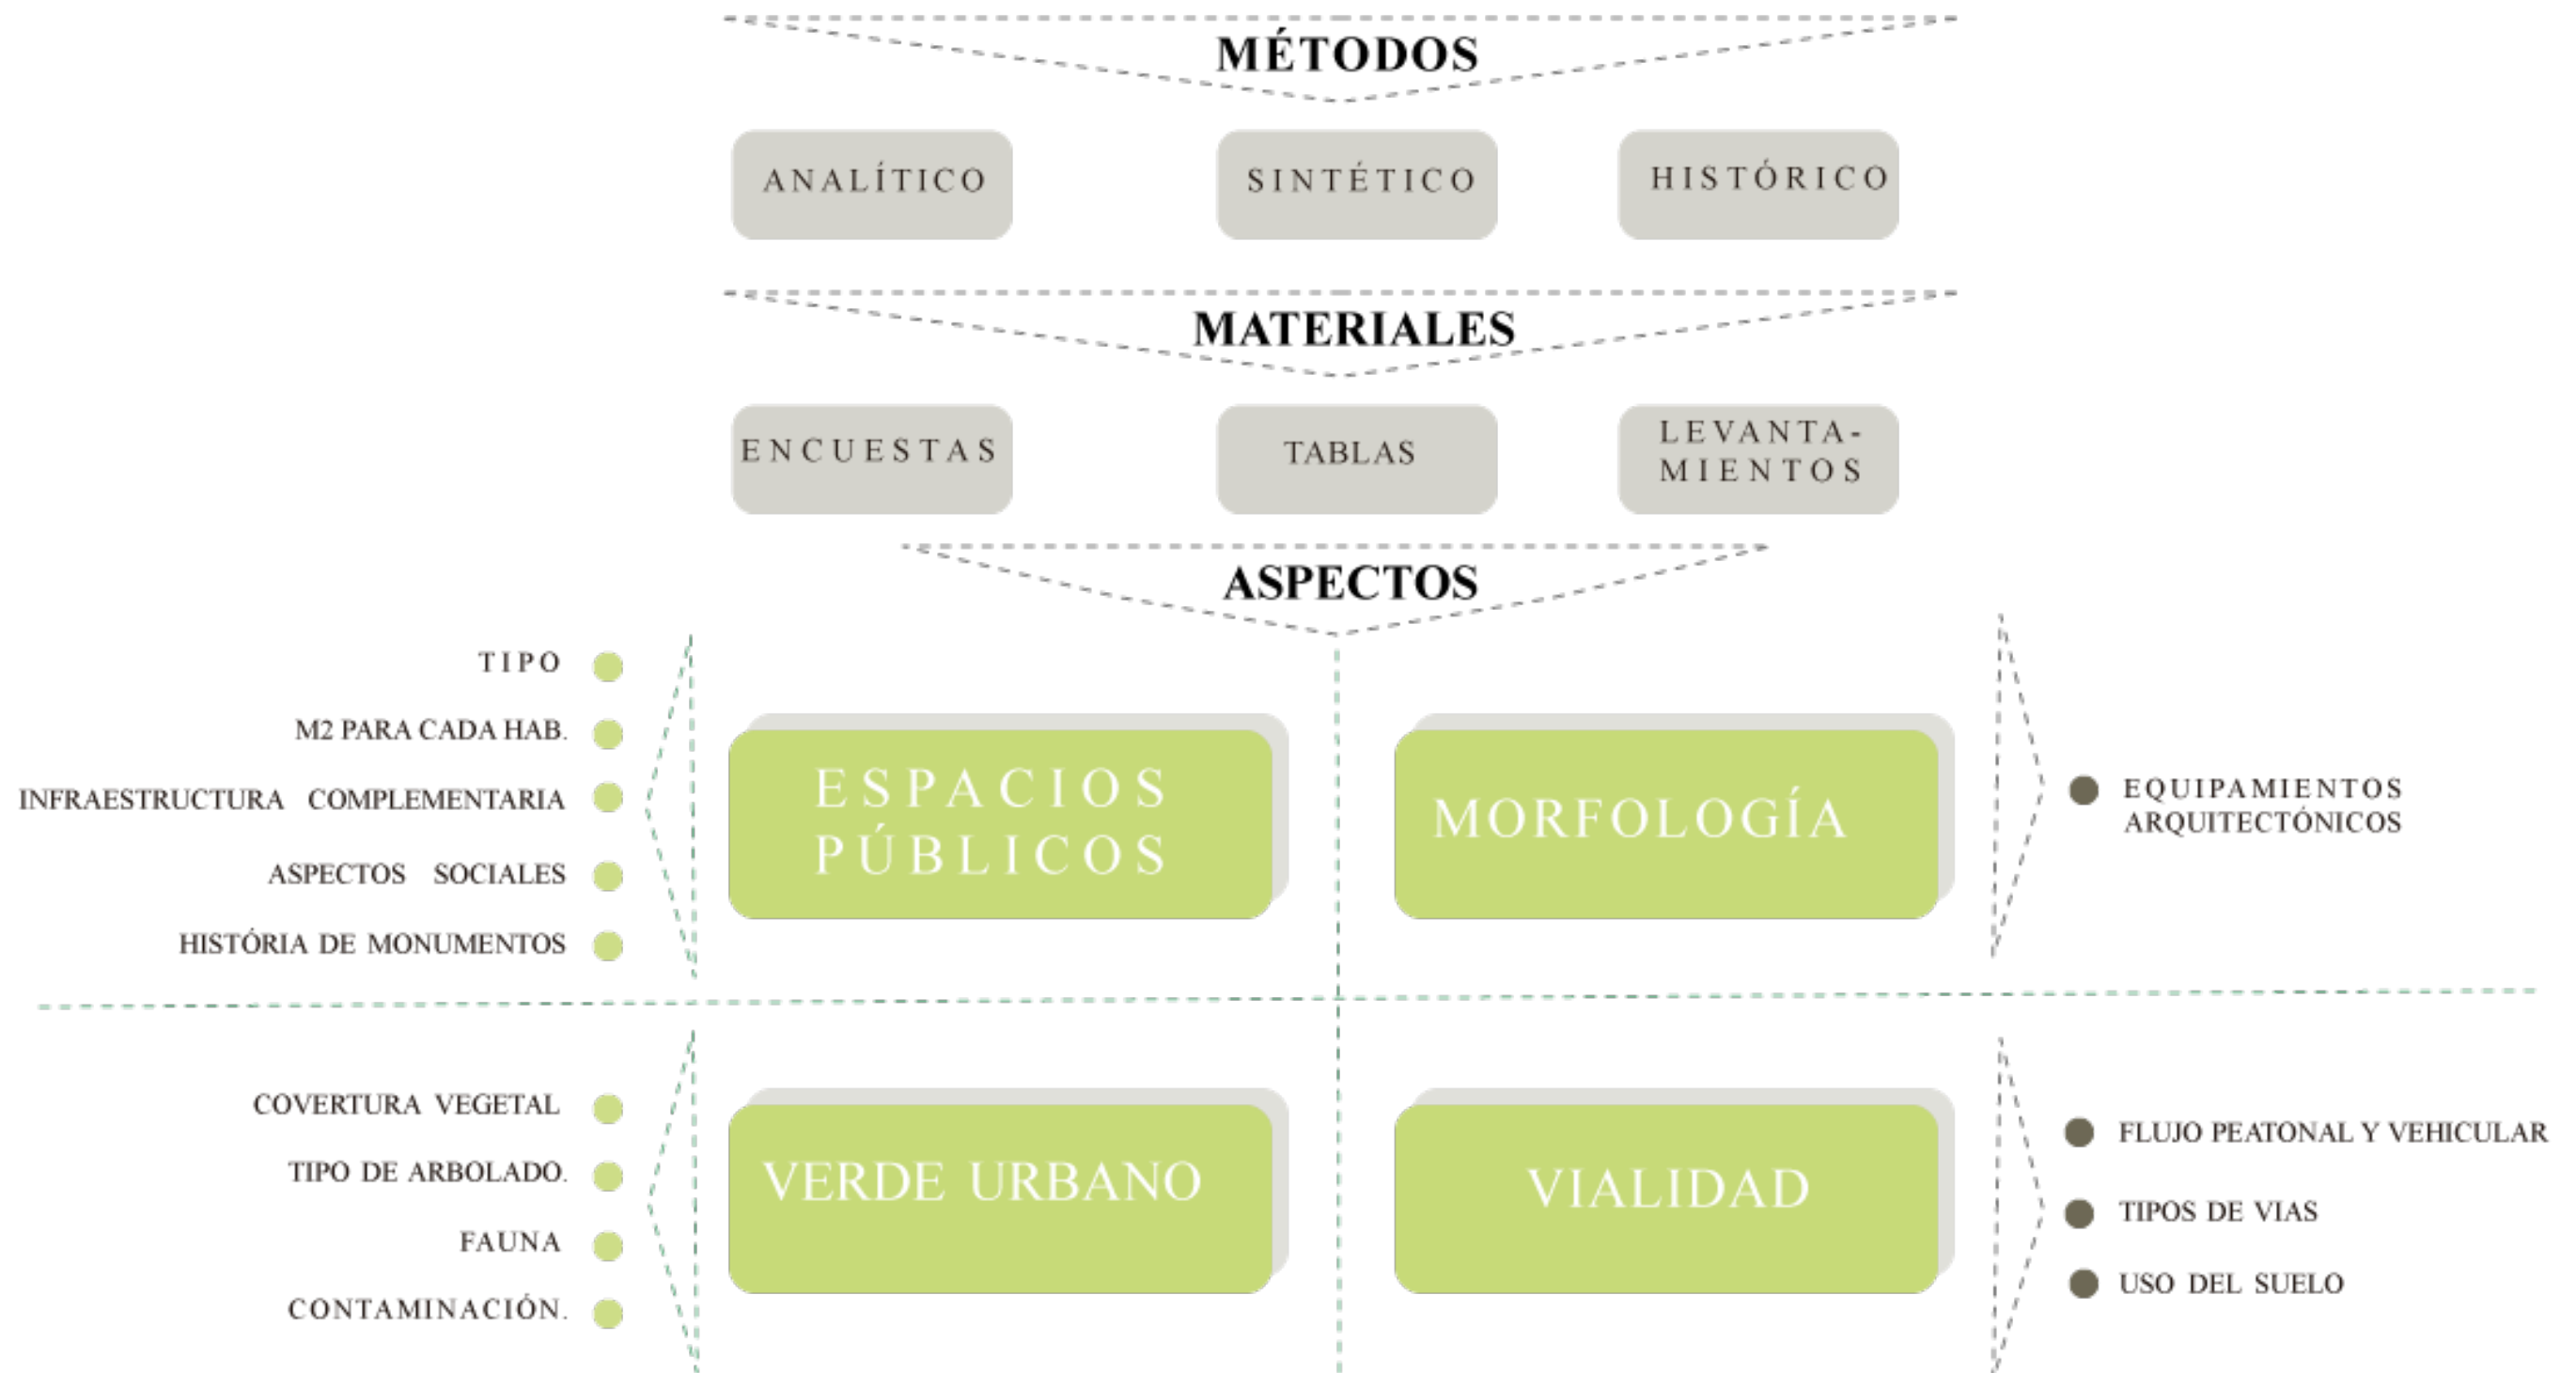 MÉTODOS
ANALÍTICO
SINTÉTICO
HISTÓRICO
MATERIALES
ENCUESTAS
TABLAS
LEVANTA-
MIENTOS
ASPECTOS
TIPO
M2 PARA CADA HAB.
INFRAESTRUCTURA COMPLEMENTARIA
ASPECTOS SOCIALES
HISTÓRIA DE MONUMENTOS
ESPACIOS
PÚBLICOS
MORFOLOGÍA
EQUIPAMIENTOS
ARQUITECTÓNICOS
COVERTURA VEGETAL
TIPO DE ARBOLADO.
FAUNA
CONTAMINACIÓN.
VERDE URBANO
VIALIDAD
FLUJO PEATONAL Y VEHICULAR
TIPOS DE VIAS
USO DEL SUELO